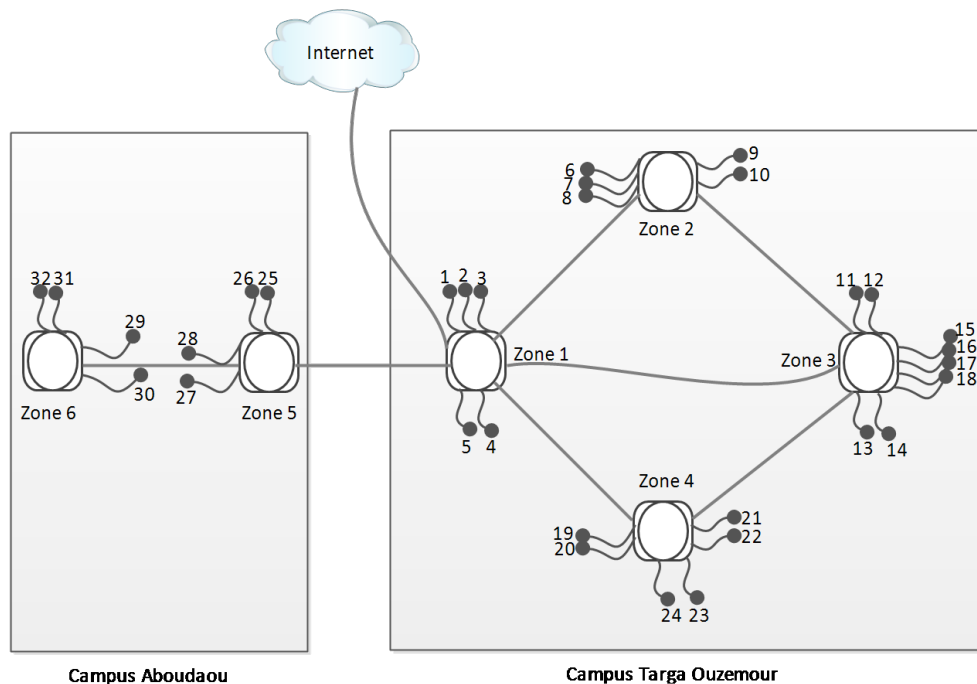 Internet
9
6
10
7
8
Zone 2
32 31
26 25
1 2 3
11 12
29
28
15
16
17
18
Zone 1
Zone 3
30
27
Zone 6
Zone 5
5 4
13 14
Zone 4
19
20
21
22
24 23
Campus Aboudaou
Campus Targa Ouzemour